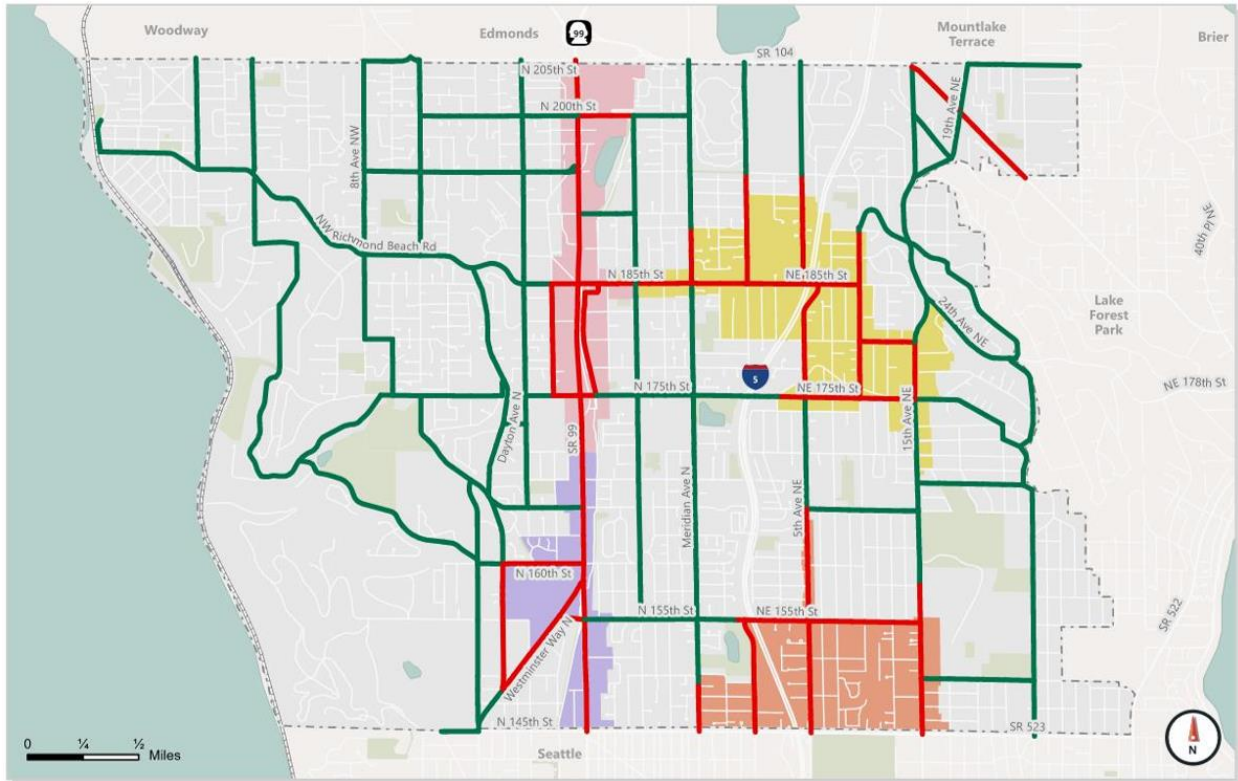 Woodway
Edmonds
99
Mountlake
Terrace
Brier
SR 104
N 205th St
N 200th St
19th Ave NE
8th Ave NW
40th Pl NE
NW Richmond Beach Rd
N 185th St
NE 185th St
24th Ave NE
Lake
Forest
Park
5
N 175th St
NE 175th St
NE 178th St
Dayton Ave N
SR 99
15th Ave NE
Meridian Ave N
5th Ave NE
N 160th St
N 155th St
NE 155th St
SR 522
Westminster Way N
N 145th St
SR 523
0 ¼ ½
Miles
Seattle
N